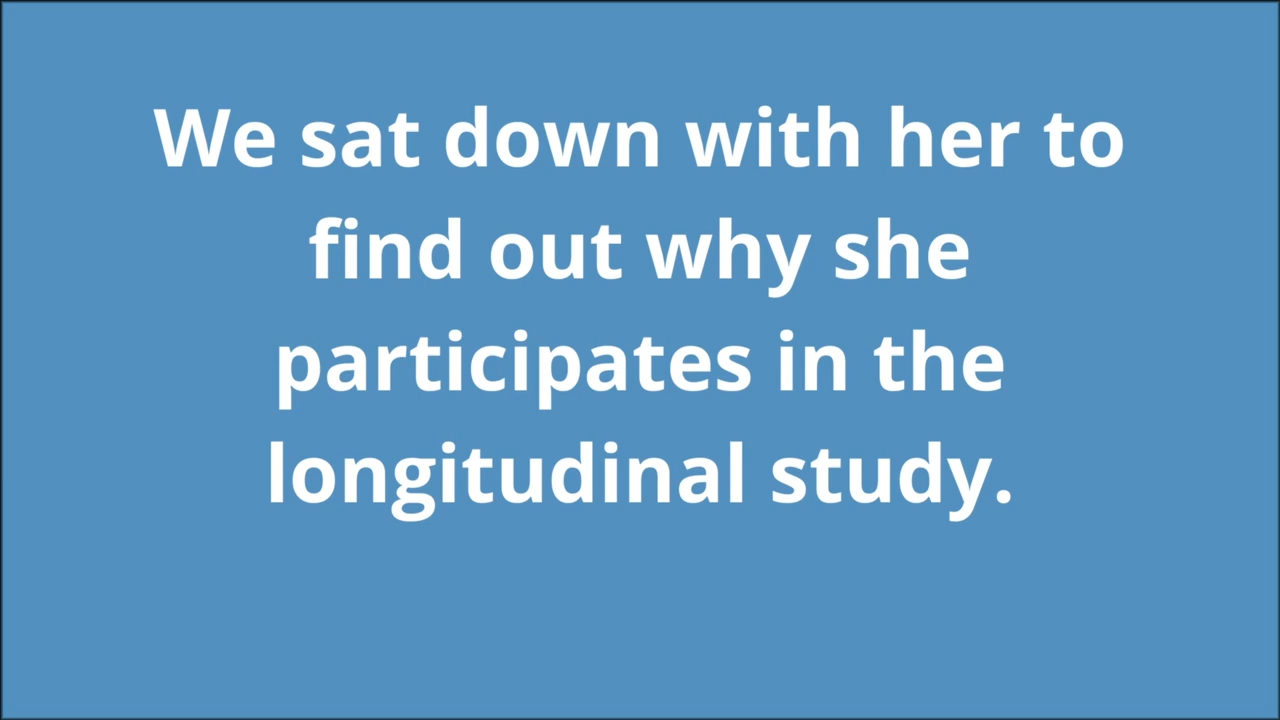 We sat down with her to
find out why she
participates in the
longitudinal study.